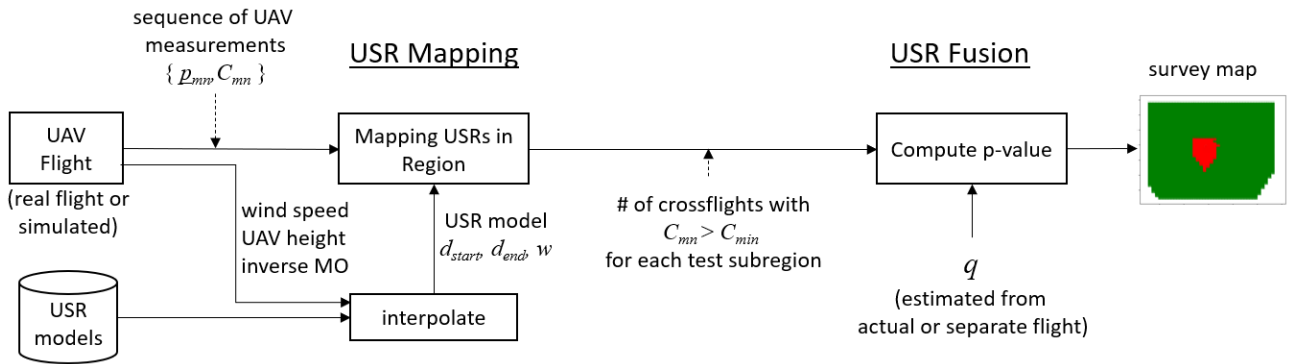 sequence of UAV
measurements
{ p_mn, C_mn }
USR Mapping
USR Fusion
survey map
UAV
Flight
(real flight or
simulated)
Mapping USRs in
Region
Compute p-value
wind speed
UAV height
inverse MO
USR model
d_start, d_end, w
# of crossflights with
C_mn > C_min
for each test subregion
q
(estimated from
actual or separate flight)
USR
models
interpolate